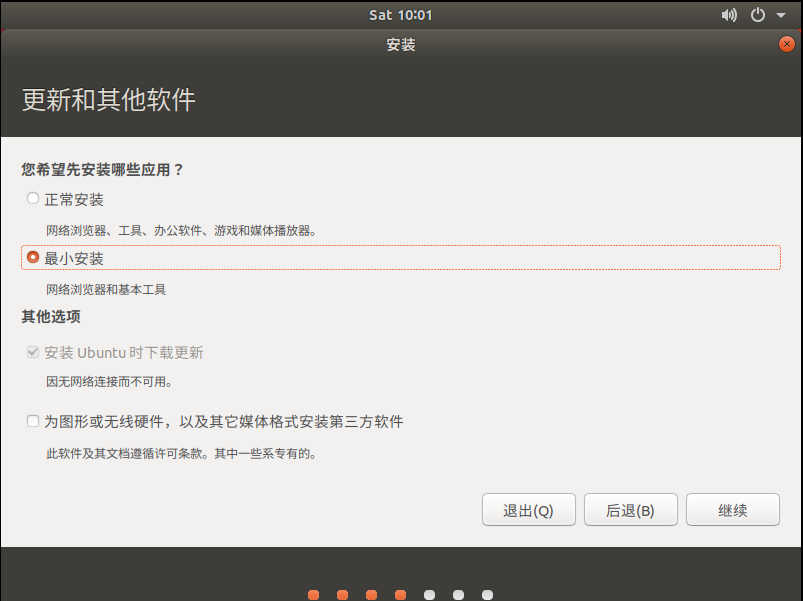 Sat 10:01
安装
更新和其他软件
您希望先安装哪些应用？
正常安装
网络浏览器、工具、办公软件、游戏和媒体播放器。
最小安装
网络浏览器和基本工具
其他选项
安装 Ubuntu 时下载更新
因无网络连接而不可用。
为图形或无线硬件，以及其它媒体格式安装第三方软件
此软件及其文档遵循许可条款。其中一些系专有的。
退出(Q) 后退(B) 继续